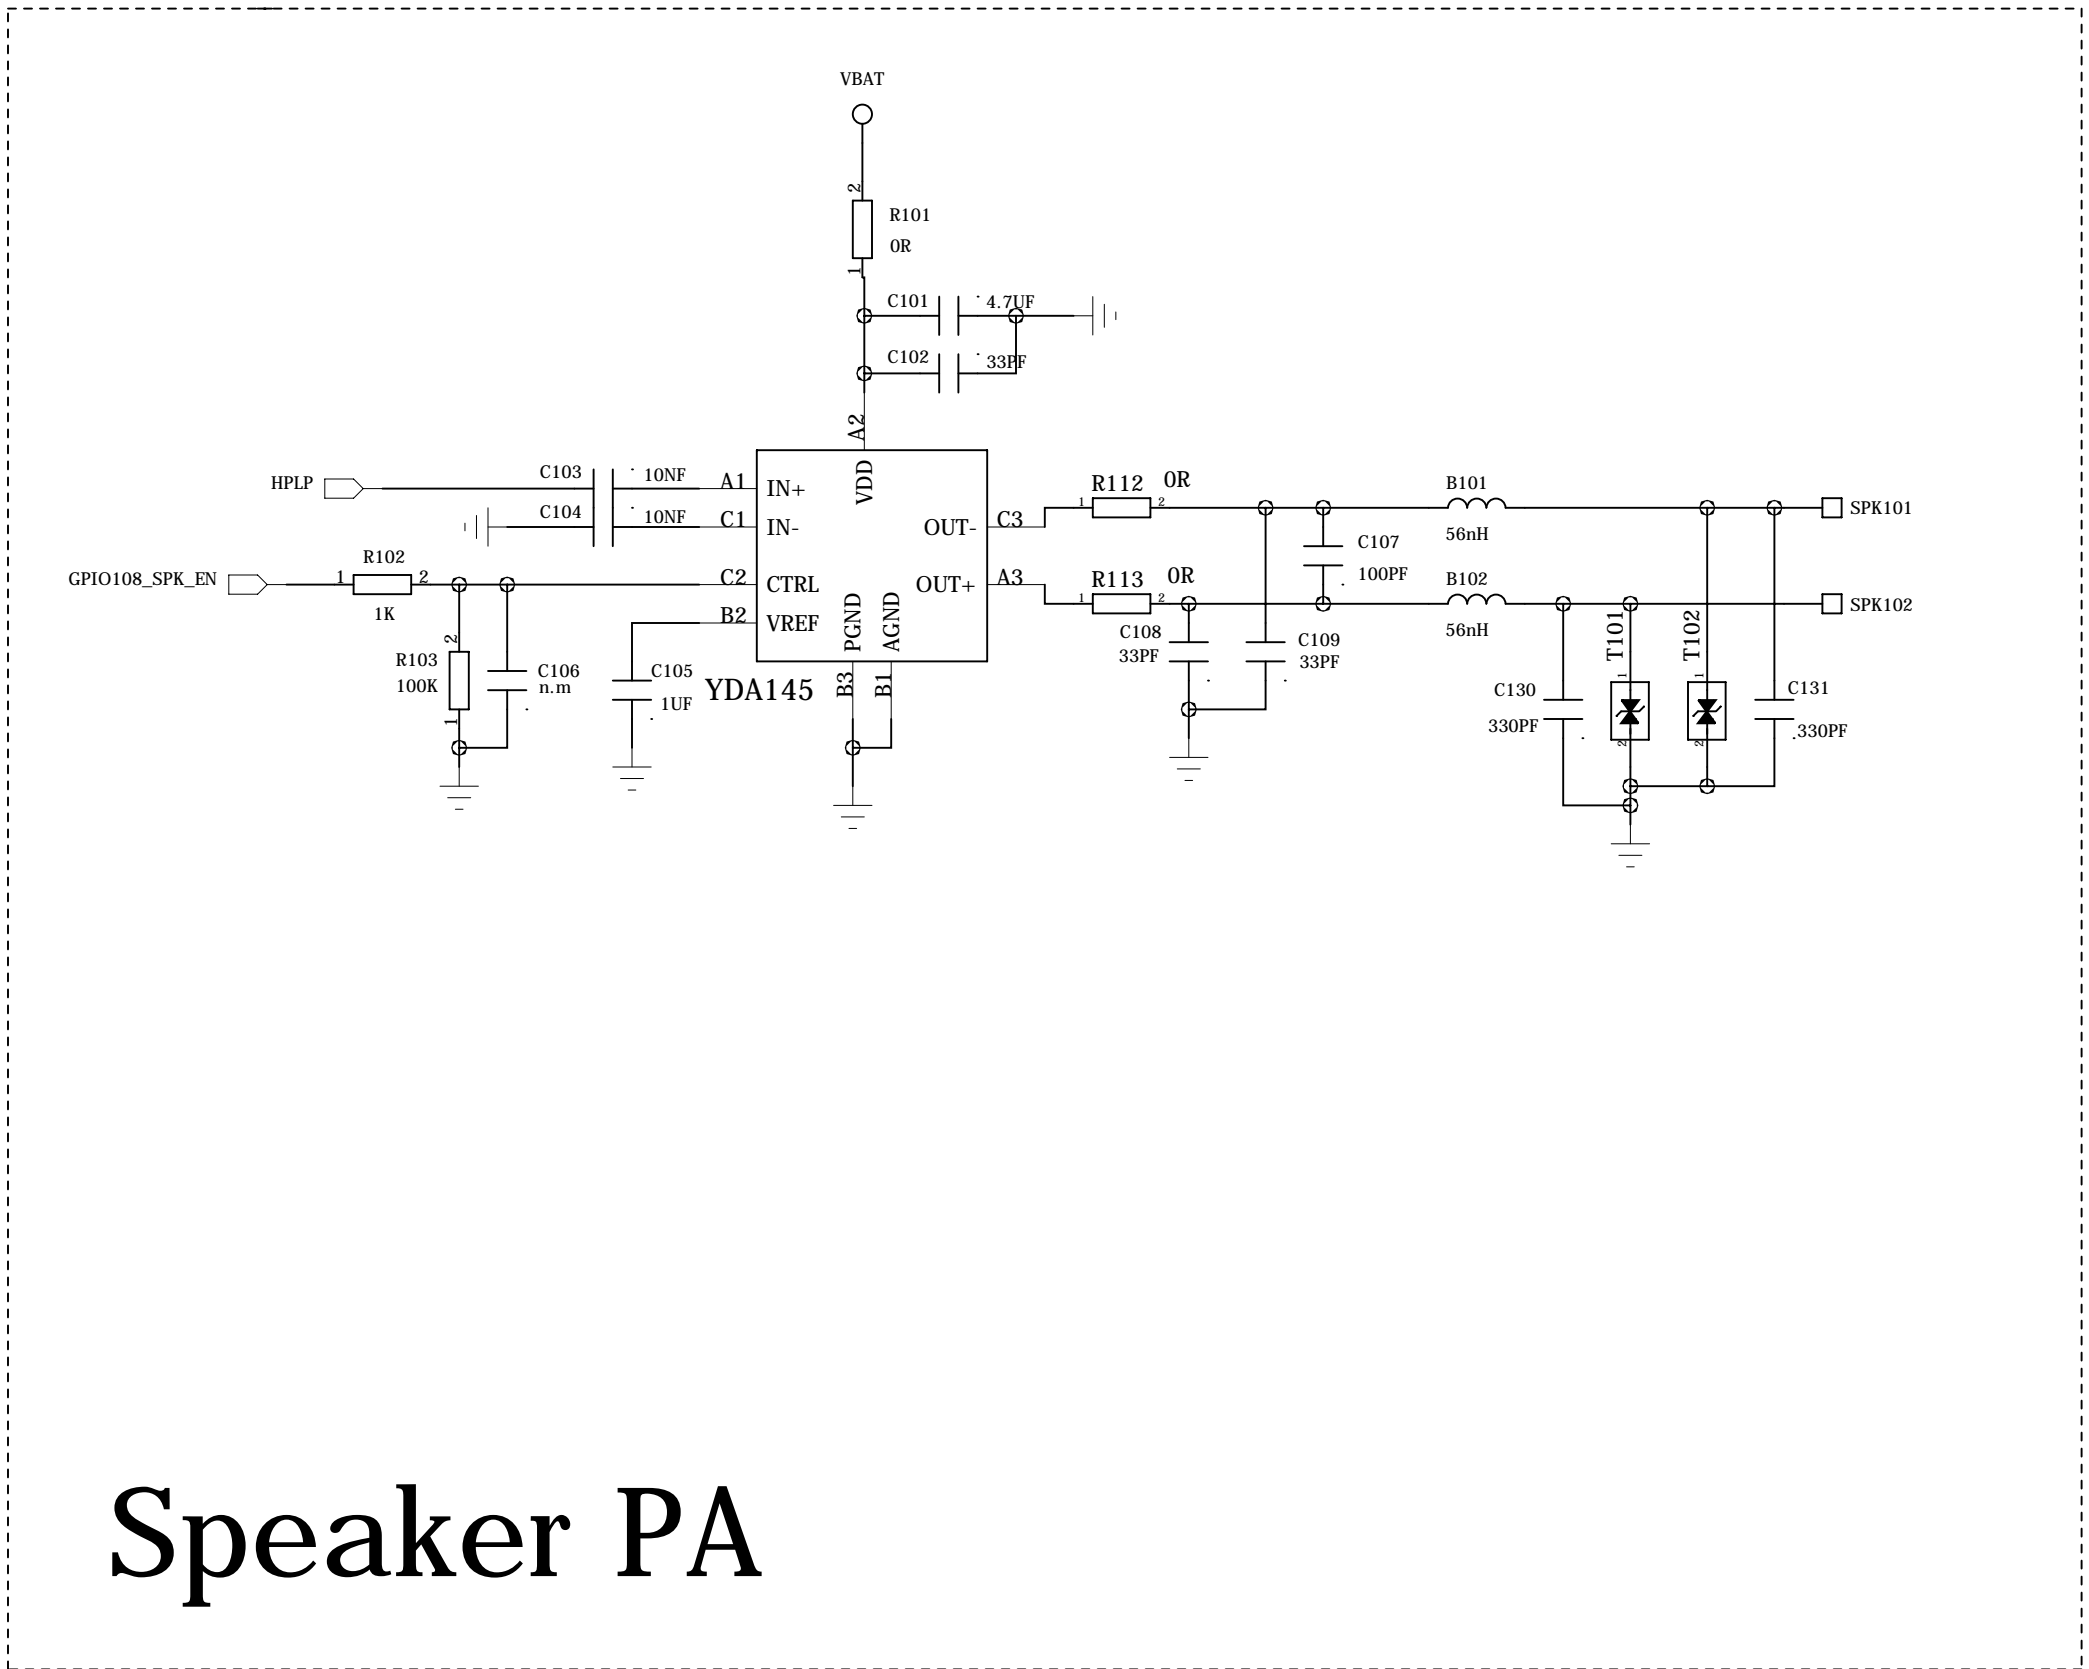 VBAT
2
R101
0R
1
C101 4.7UF
C102 33PF
A2
HPLP
C103 10NF A1 IN+
VDD
C104 10NF C1 IN-
OUT- C3
R112 0R
1 2
B101
56nH
SPK101
GPIO108_SPK_EN
1 R102 2
1K
C2 CTRL
OUT+ A3
R113 0R
1 2
C107
100PF
B102
56nH
SPK102
B2 VREF
PGND
AGND
2
R103
100K
1
C106
n.m
C105
1UF
YDA145
B3
B1
C108
33PF
C109
33PF
C130
330PF
T101
1
2
T102
1
2
C131
330PF
Speaker PA